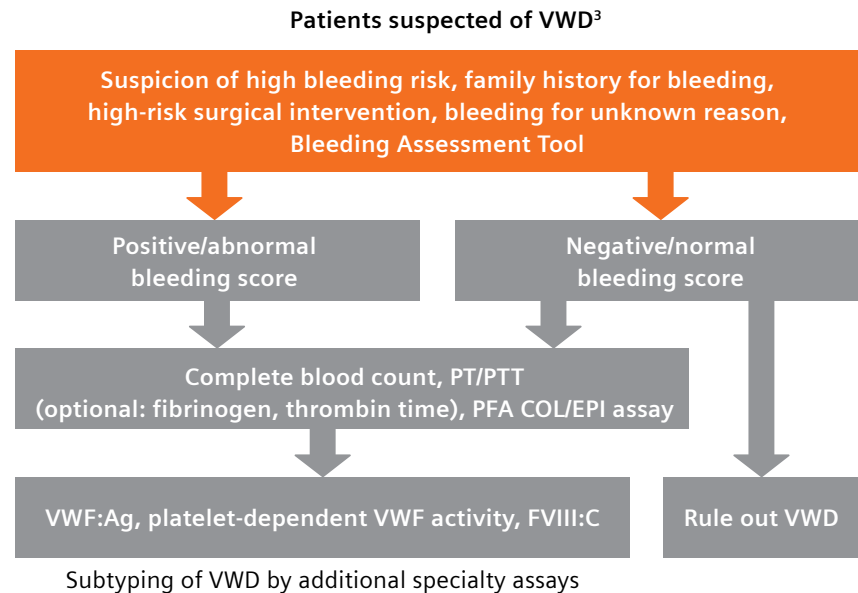 Patients suspected of VWD³
Suspicion of high bleeding risk, family history for bleeding,
high-risk surgical intervention, bleeding for unknown reason,
Bleeding Assessment Tool
Positive/abnormal
bleeding score
Negative/normal
bleeding score
Complete blood count, PT/PTT
(optional: fibrinogen, thrombin time), PFA COL/EPI assay
VWF:Ag, platelet-dependent VWF activity, FVIII:C
Rule out VWD
Subtyping of VWD by additional specialty assays